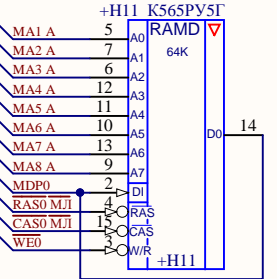 +H11 К565РУ5Г
MA1 A 5 A0 RAMD
MA2 A 7 A1 64K
MA3 A 6 A2
MA4 A 12 A3
MA5 A 11 A4
MA6 A 10 A5 D0 14
MA7 A 13 A6
MA8 A 9 A7
MDP0 2 DI
RAS0 МЛ 4 RAS
CAS0 МЛ 15 CAS
WE0 3 W/R +H11